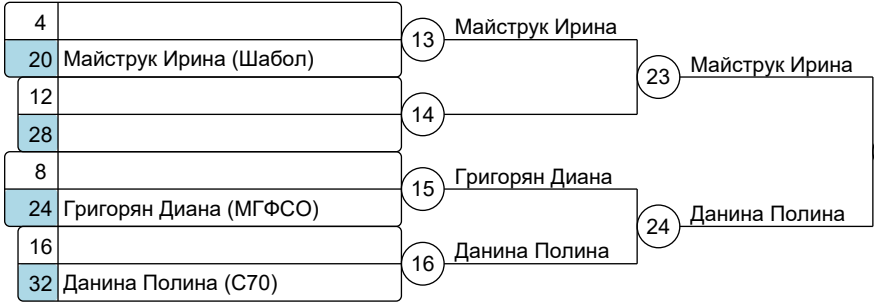 4
20 Майструк Ирина (Шабол)
13 Майструк Ирина
12
28
14
23 Майструк Ирина
8
24 Григорян Диана (МГФСО)
15 Григорян Диана
16
32 Данина Полина (С70)
16 Данина Полина
24 Данина Полина